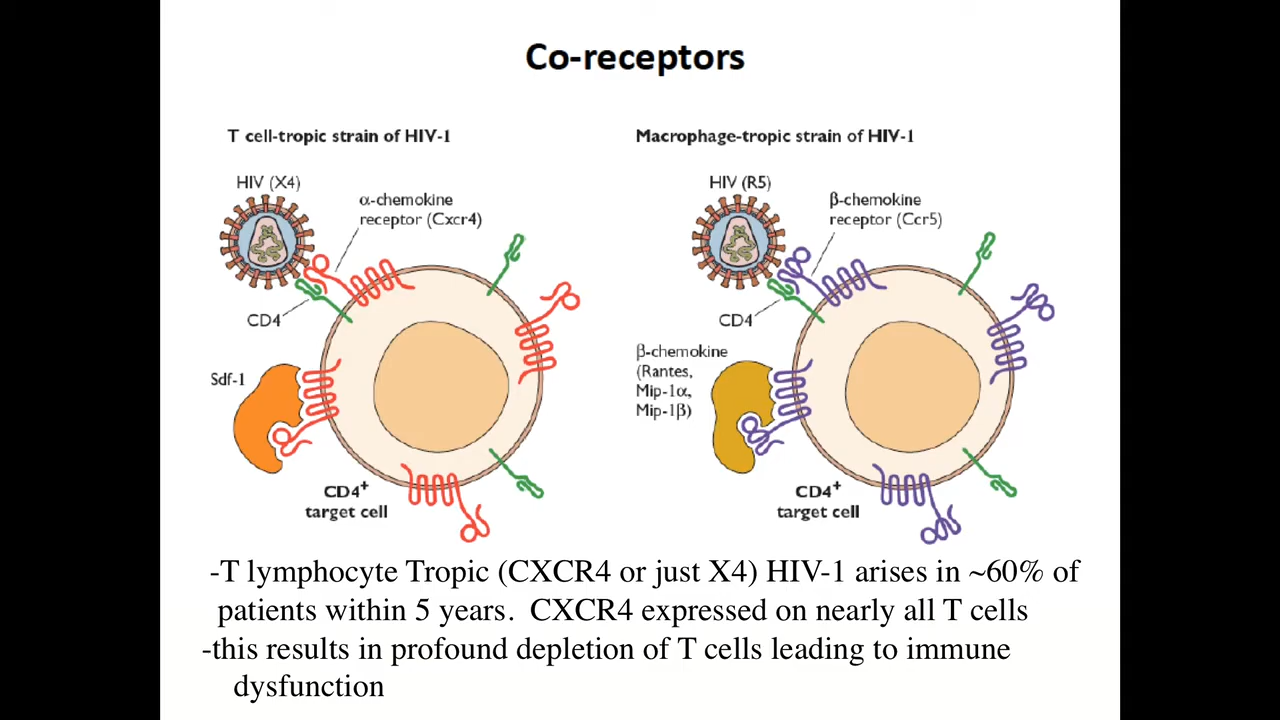 Co-receptors
T cell-tropic strain of HIV-1
HIV (X4)
α-chemokine
receptor (Cxcr4)
CD4
Sdf-1
CD4+
target cell
Macrophage-tropic strain of HIV-1
HIV (R5)
β-chemokine
receptor (Ccr5)
CD4
β-chemokine
(Rantes,
Mip-1α,
Mip-1β)
CD4+
target cell
-T lymphocyte Tropic (CXCR4 or just X4) HIV-1 arises in ~60% of
patients within 5 years.  CXCR4 expressed on nearly all T cells
-this results in profound depletion of T cells leading to immune
dysfunction